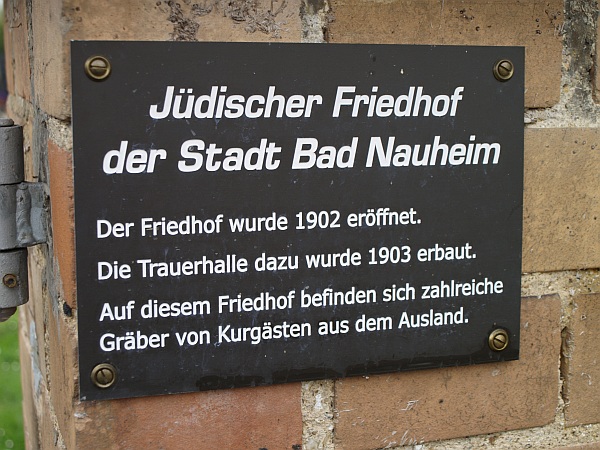 Jüdischer Friedhof
der Stadt Bad Nauheim
Der Friedhof wurde 1902 eröffnet.
Die Trauerhalle dazu wurde 1903 erbaut.
Auf diesem Friedhof befinden sich zahlreiche
Gräber von Kurgästen aus dem Ausland.